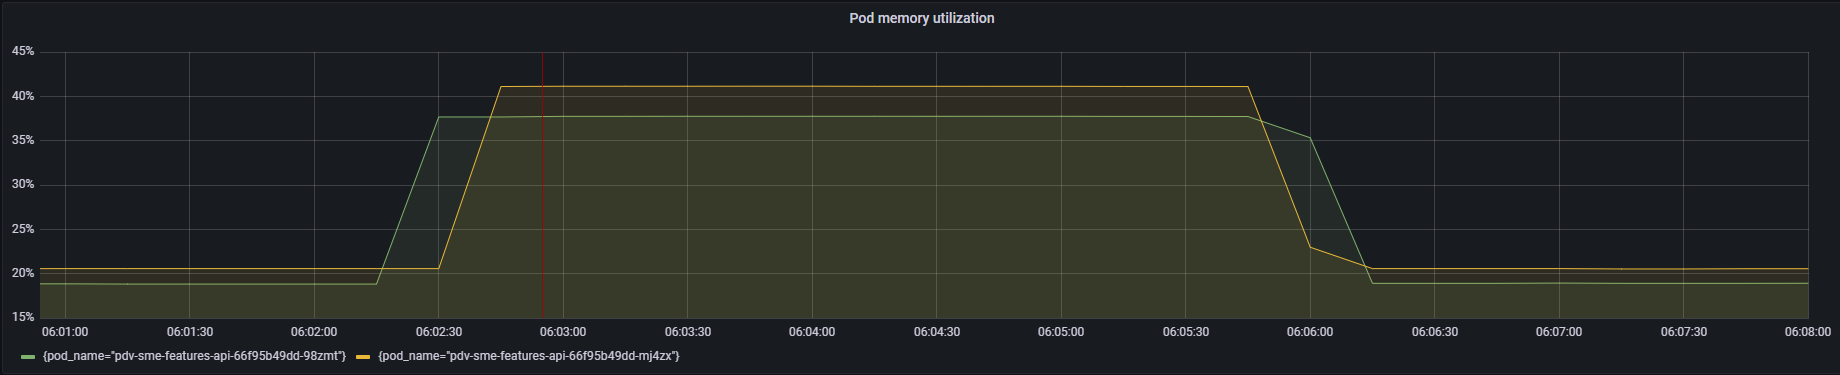 Pod memory utilization
45%
40%
35%
30%
25%
20%
15%
06:01:00 06:01:30 06:02:00 06:02:30 06:03:00 06:03:30 06:04:00 06:04:30 06:05:00 06:05:30 06:06:00 06:06:30 06:07:00 06:07:30 06:08:00
{pod_name="pdv-sme-features-api-66f95b49dd-98zmt"} {pod_name="pdv-sme-features-api-66f95b49dd-mj4zx"}